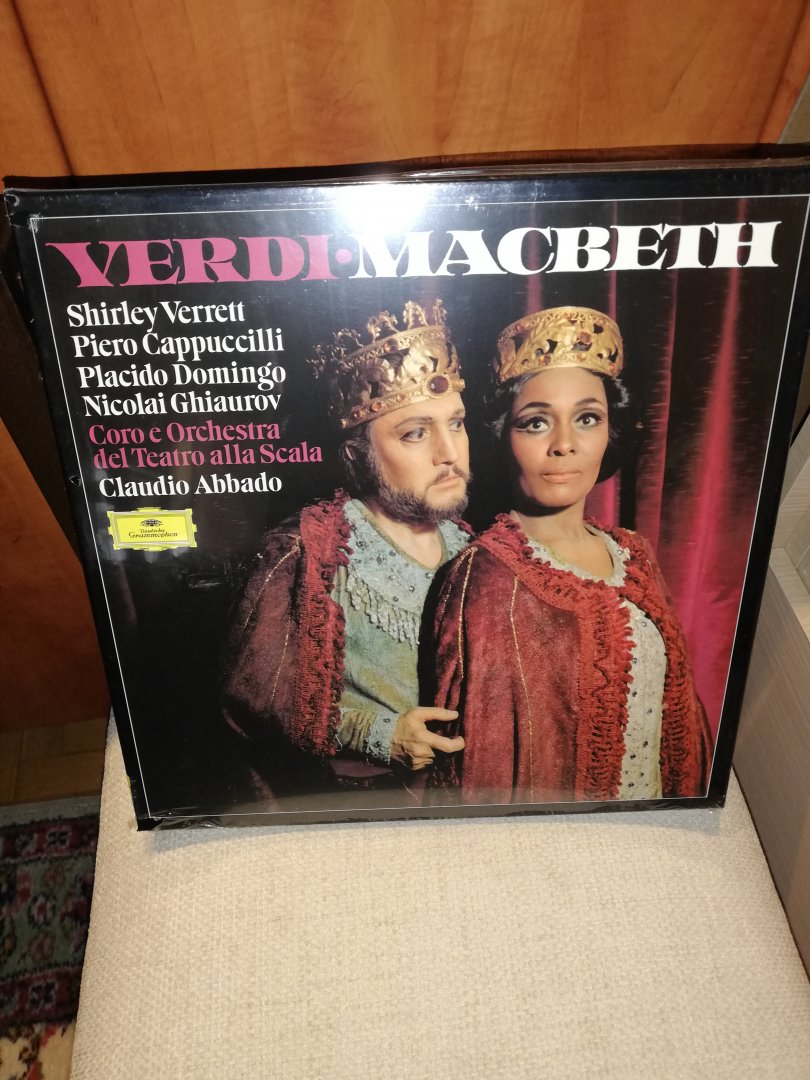 VERDI·MACBETH
Shirley Verrett
Piero Cappuccilli
Placido Domingo
Nicolai Ghiaurov
Coro e Orchestra
del Teatro alla Scala
Claudio Abbado
Deutsche
Grammophon